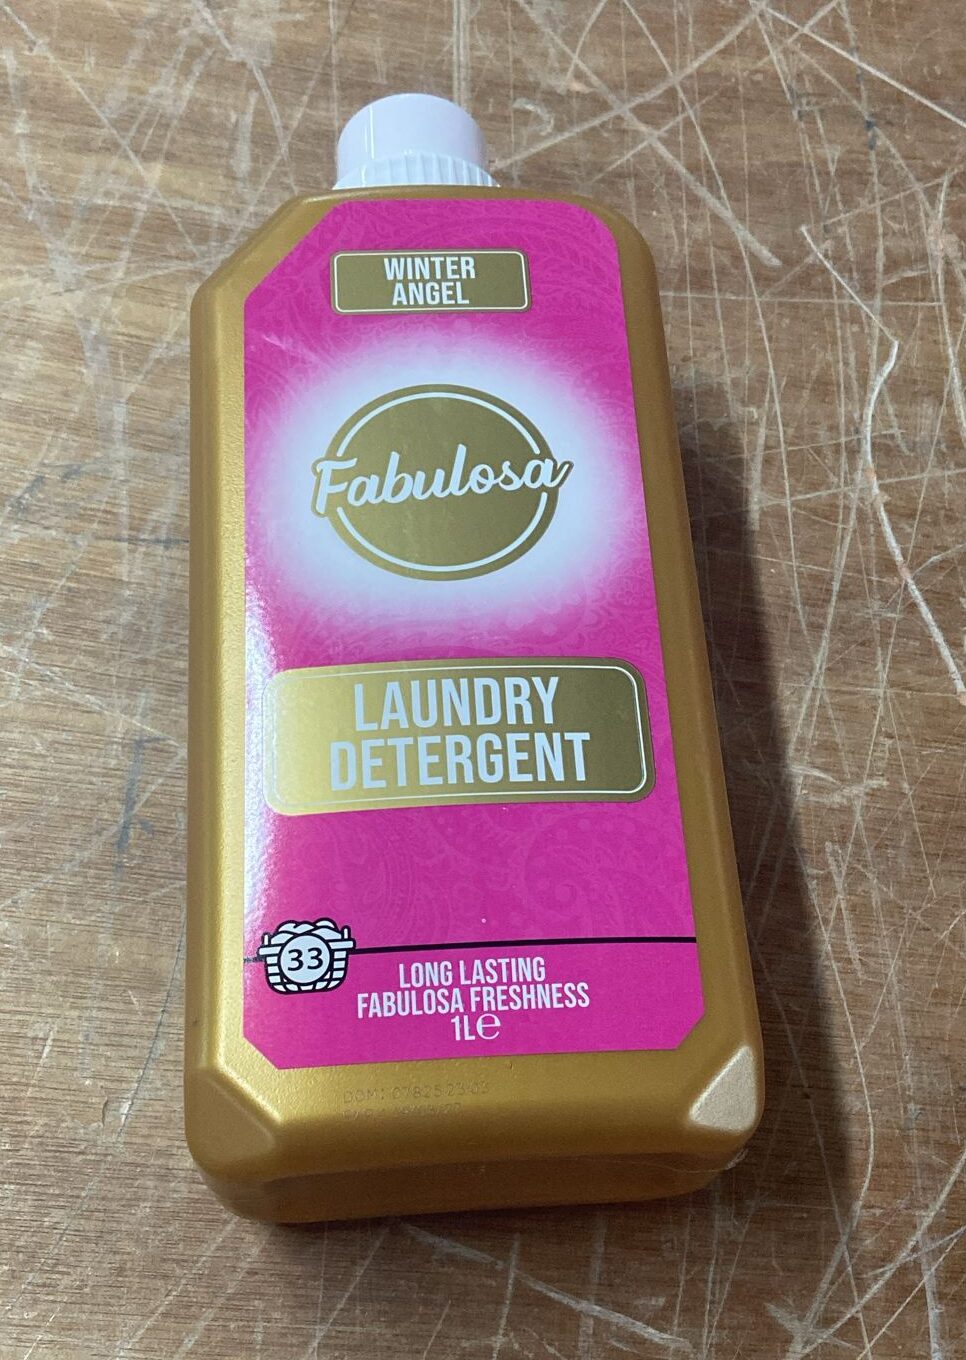 WINTER
ANGEL
Fabulosa
LAUNDRY
DETERGENT
33
LONG LASTING
FABULOSA FRESHNESS
1L℮